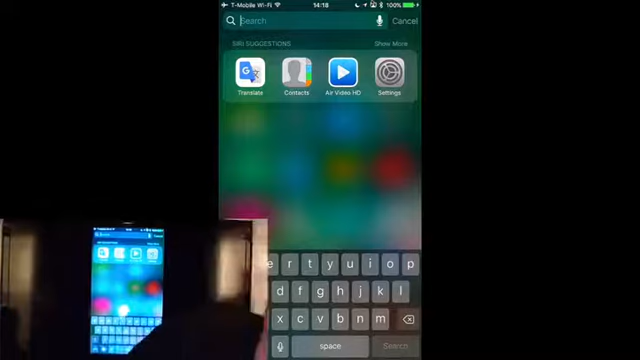 T-Mobile Wi-Fi 14:18 100%
Search Cancel
SIRI SUGGESTIONS Show More
Translate Contacts Air Video HD Settings
e r t y u i o p
d f g h j k l
x c v b n m
space Search